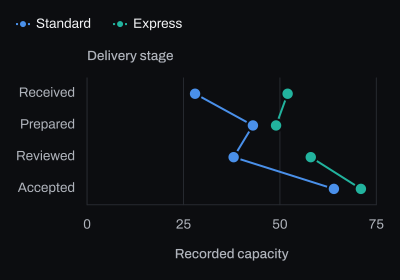 Standard Express
Delivery stage
Received
Prepared
Reviewed
Accepted
0 25 50 75
Recorded capacity